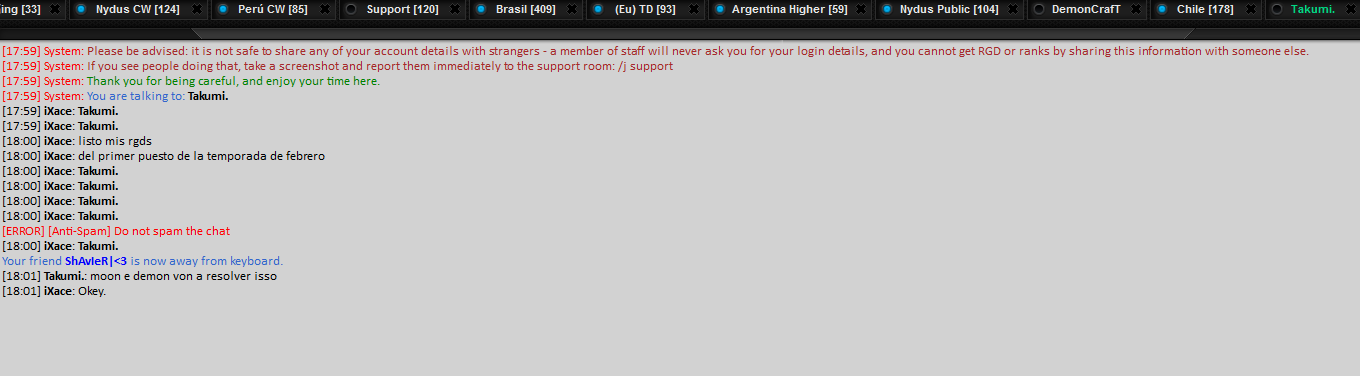 ing [33] Nydus CW [124] Perú CW [85] Support [120] Brasil [409] (Eu) TD [93] Argentina Higher [59] Nydus Public [104] DemonCrafT Chile [178] Takumi.
[17:59] System: Please be advised: it is not safe to share any of your account details with strangers - a member of staff will never ask you for your login details, and you cannot get RGD or ranks by sharing this information with someone else.
[17:59] System: If you see people doing that, take a screenshot and report them immediately to the support room: /j support
[17:59] System: Thank you for being careful, and enjoy your time here.
[17:59] System: You are talking to: Takumi.
[17:59] iXace: Takumi.
[17:59] iXace: Takumi.
[18:00] iXace: listo mis rgds
[18:00] iXace: del primer puesto de la temporada de febrero
[18:00] iXace: Takumi.
[18:00] iXace: Takumi.
[18:00] iXace: Takumi.
[18:00] iXace: Takumi.
[ERROR] [Anti-Spam] Do not spam the chat
[18:00] iXace: Takumi.
Your friend ShAvIeR|<3 is now away from keyboard.
[18:01] Takumi.: moon e demon von a resolver isso
[18:01] iXace: Okey.